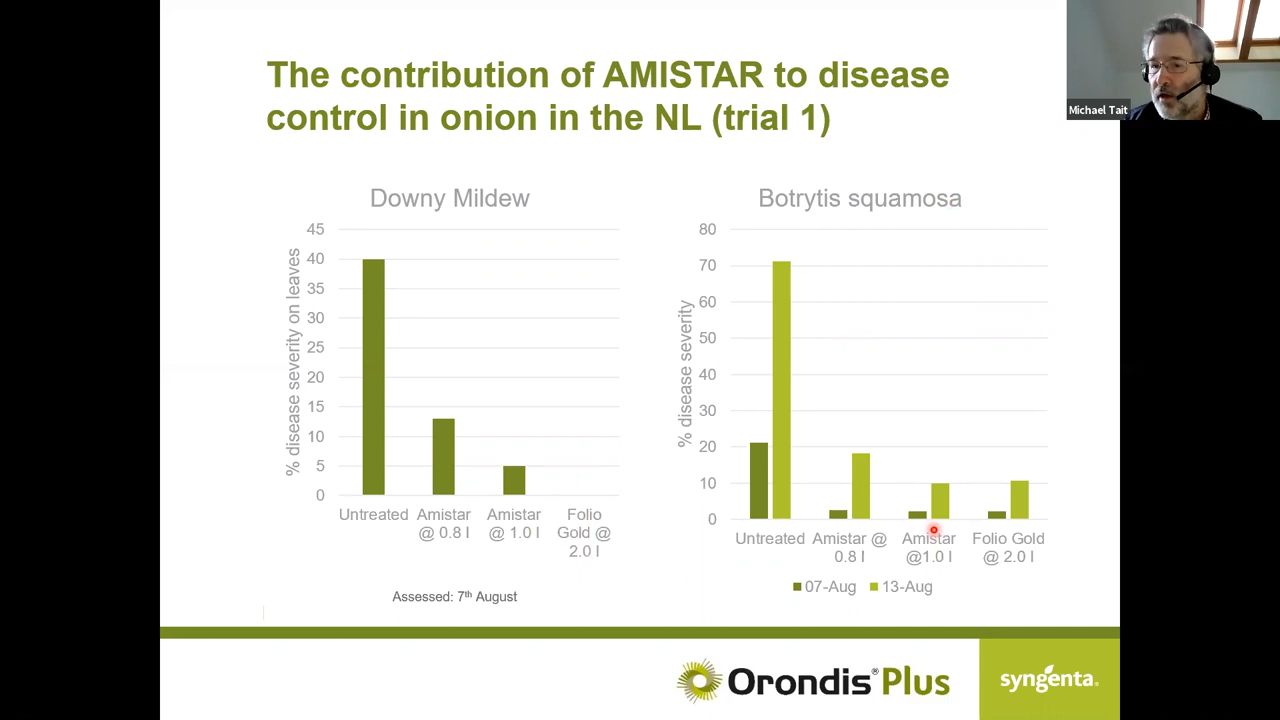 The contribution of AMISTAR to disease
control in onion in the NL (trial 1)
Michael Tait
Downy Mildew
% disease severity on leaves
45
40
35
30
25
20
15
10
5
0
Untreated
Amistar
@ 0.8 l
Amistar
@ 1.0 l
Folio
Gold @
2.0 l
Assessed: 7th August
Botrytis squamosa
% disease severity
80
70
60
50
40
30
20
10
0
Untreated
Amistar @
0.8 l
Amistar
@1.0 l
Folio Gold
@ 2.0 l
07-Aug
13-Aug
Orondis® Plus
syngenta®